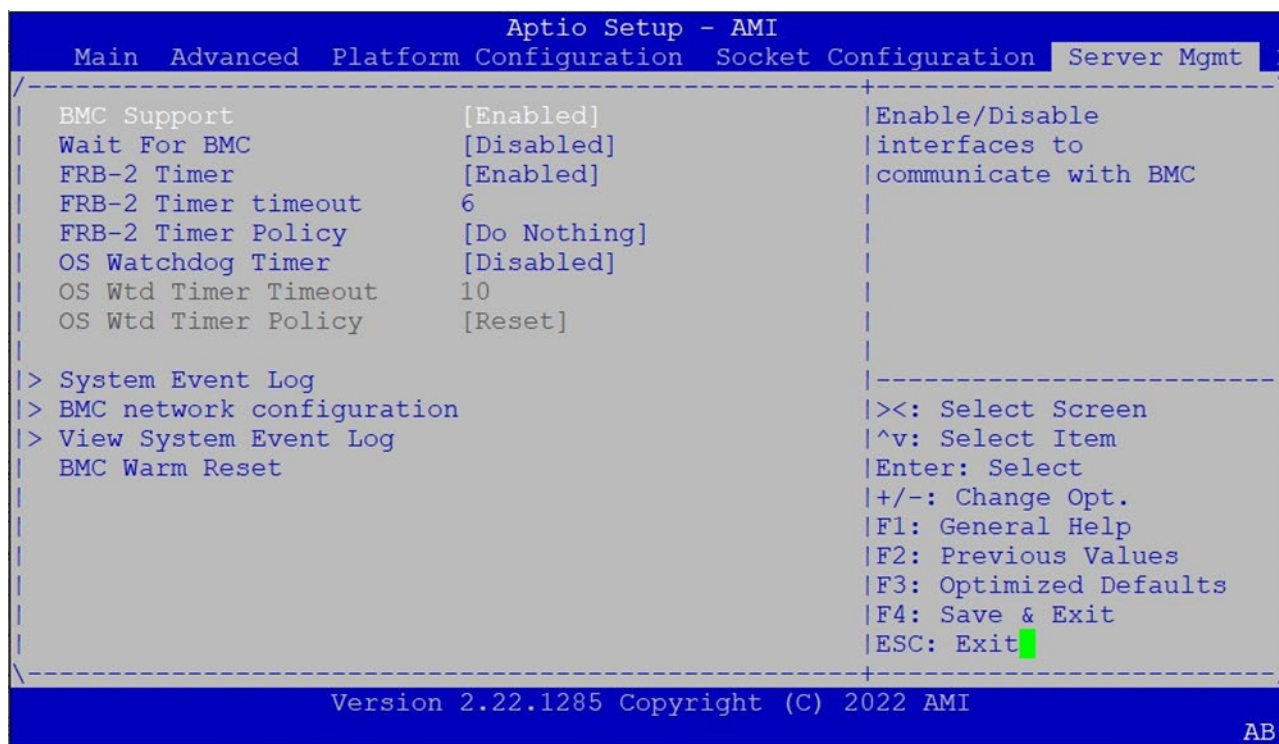 Aptio Setup - AMI
Main Advanced Platform Configuration Socket Configuration Server Mgmt
BMC Support [Enabled] |Enable/Disable
Wait For BMC [Disabled] |interfaces to
FRB-2 Timer [Enabled] |communicate with BMC
FRB-2 Timer timeout 6
FRB-2 Timer Policy [Do Nothing]
OS Watchdog Timer [Disabled]
OS Wtd Timer Timeout 10
OS Wtd Timer Policy [Reset]
|> System Event Log
|> BMC network configuration |><: Select Screen
|> View System Event Log |^v: Select Item
BMC Warm Reset |Enter: Select
|+/-: Change Opt.
|F1: General Help
|F2: Previous Values
|F3: Optimized Defaults
|F4: Save & Exit
|ESC: Exit
Version 2.22.1285 Copyright (C) 2022 AMI
AB